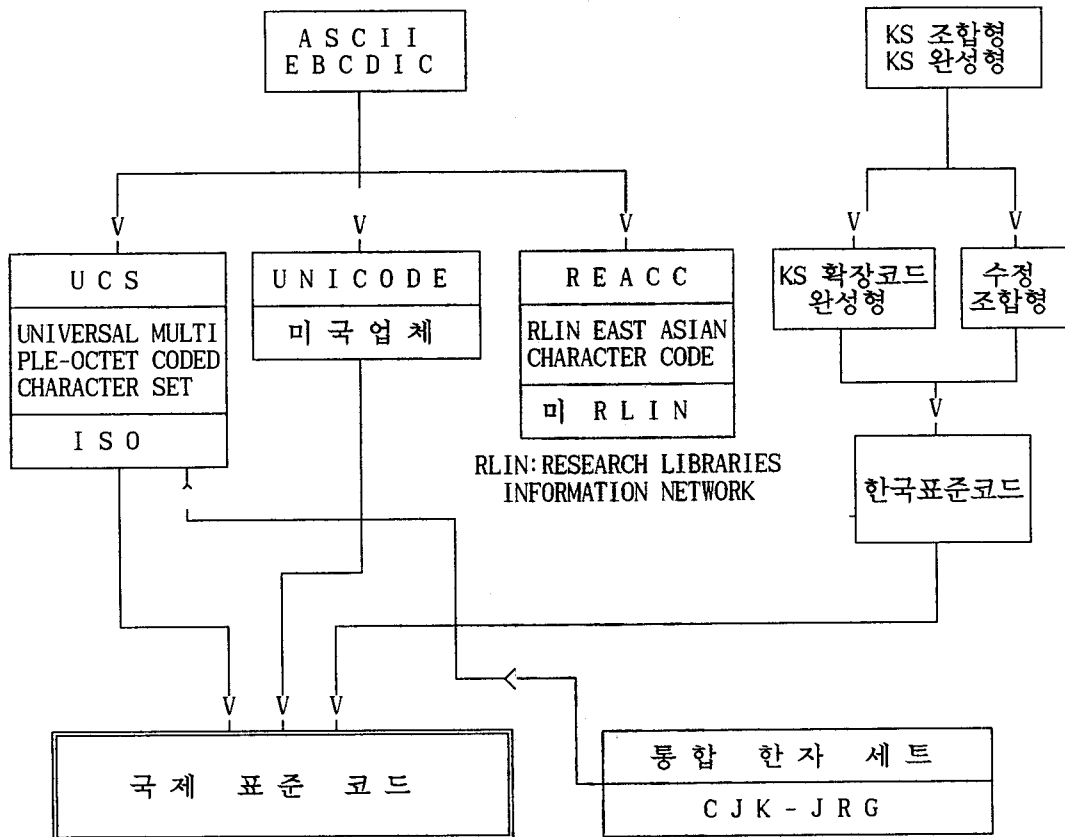 ASCII
EBCDIC
KS 조합형
KS 완성형
UCS
UNIVERSAL MULTI
PLE-OCTET CODED
CHARACTER SET
ISO
UNICODE
미국업체
REACC
RLIN EAST ASIAN
CHARACTER CODE
미 RLIN
RLIN:RESEARCH LIBRARIES
INFORMATION NETWORK
KS 확장코드
완성형
수정
조합형
한국표준코드
국제 표준 코드
통합 한자 세트
CJK-JRG